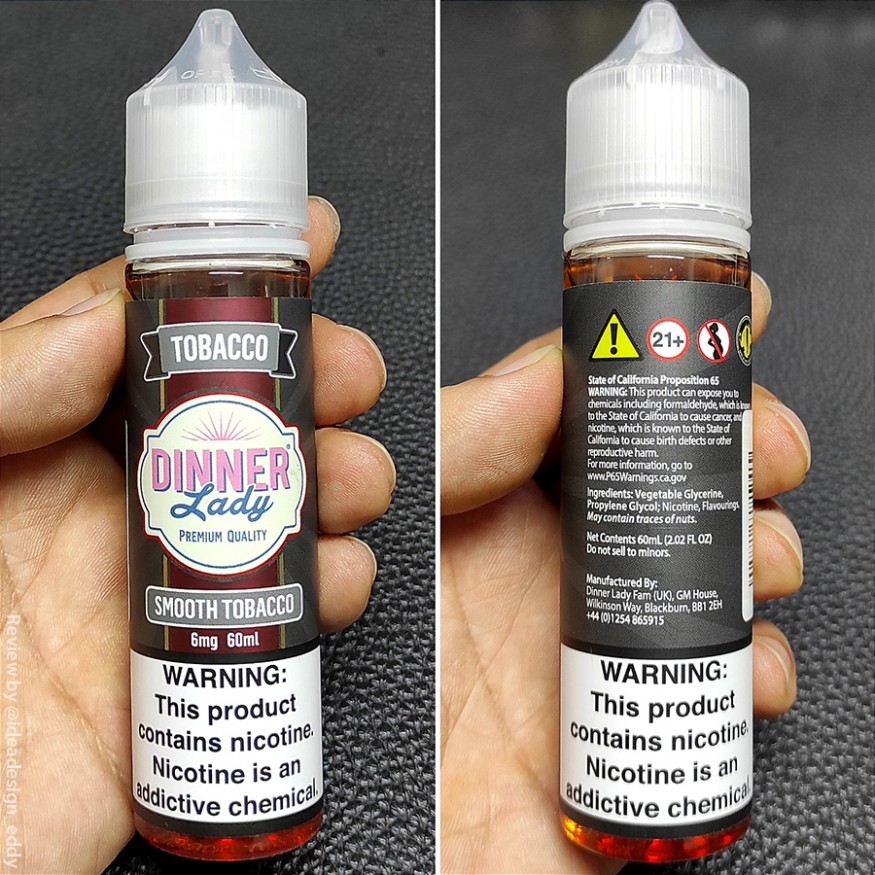 TOBACCO
DINNER
Lady
PREMIUM QUALITY
SMOOTH TOBACCO
6mg 60ml
WARNING:
This product
contains nicotine.
Nicotine is an
addictive chemical.
Review by @ideadesign_eddy
21+
State of California Proposition 65
WARNING: This product can expose you to
chemicals including formaldehyde, which is known
to the State of California to cause cancer, and
nicotine, which is known to the State of
California to cause birth defects or other
reproductive harm.
For more information, go to
www.P65Warnings.ca.gov
Ingredients: Vegetable Glycerine,
Propylene Glycol; Nicotine, Flavourings.
May contain traces of nuts.
Net Contents 60mL (2.02 FL OZ)
Do not sell to minors.
Manufactured By:
Dinner Lady Fam (UK), GM House,
Wilkinson Way, Blackburn, BB1 2EH
+44 (0)1254 865915
WARNING:
This product
contains nicotine.
Nicotine is an
addictive chemical.